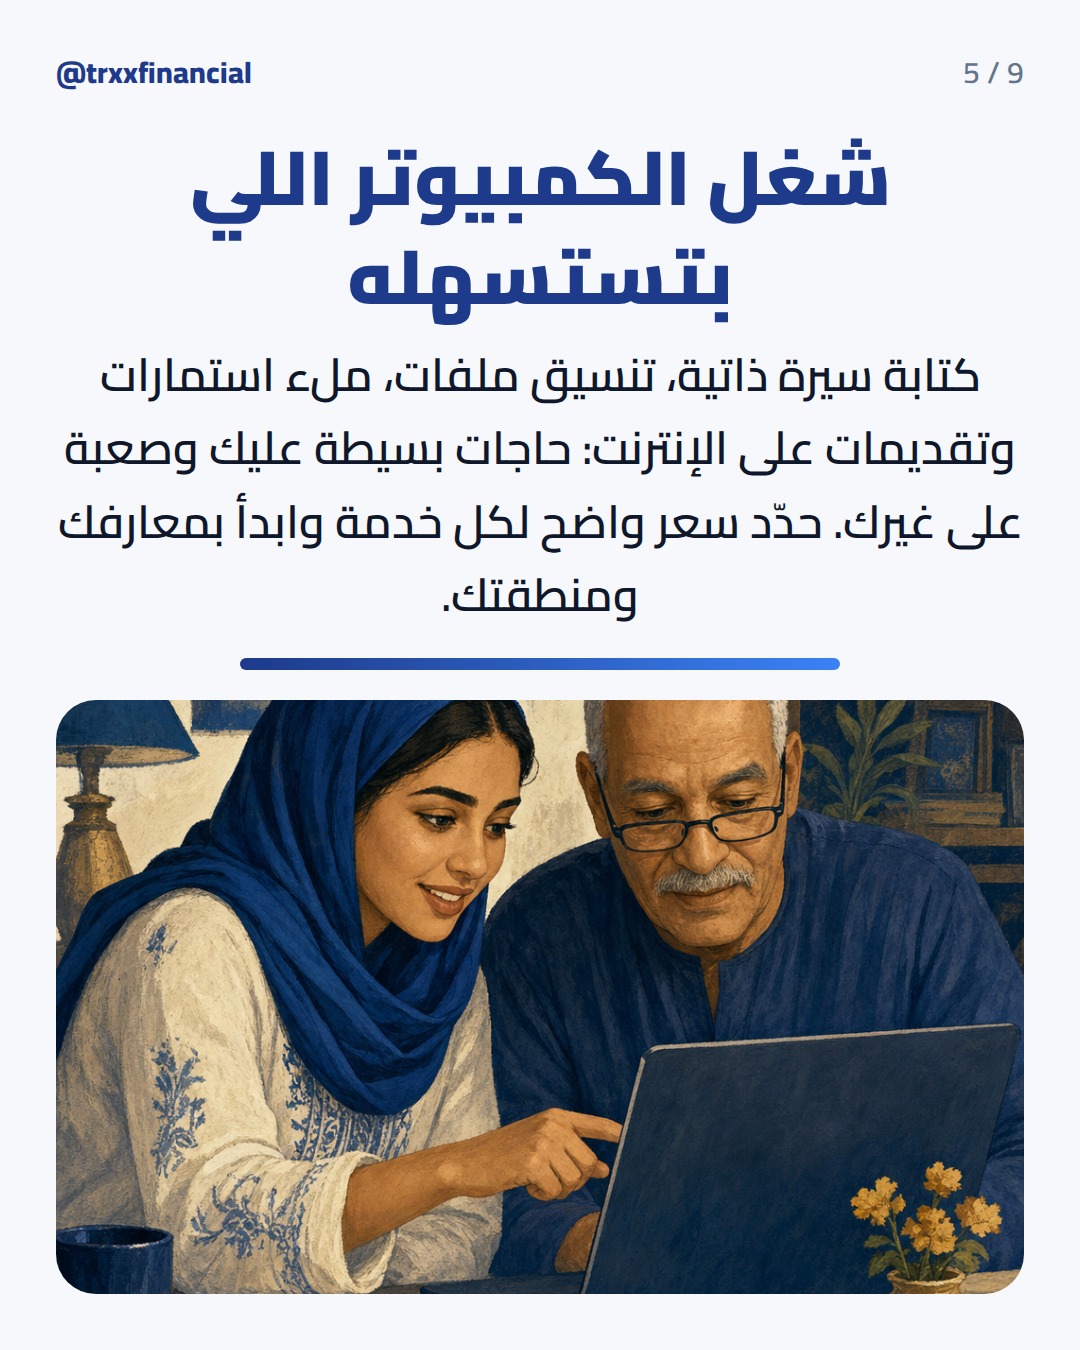 @trxxfinancial
5 / 9
شغل الكمبيوتر اللي
بتستسهله
كتابة سيرة ذاتية، تنسيق ملفات، ملء استمارات
وتقديمات على الإنترنت: حاجات بسيطة عليك وصعبة
على غيرك. حدّد سعر واضح لكل خدمة وابدأ بمعارفك
ومنطقتك.